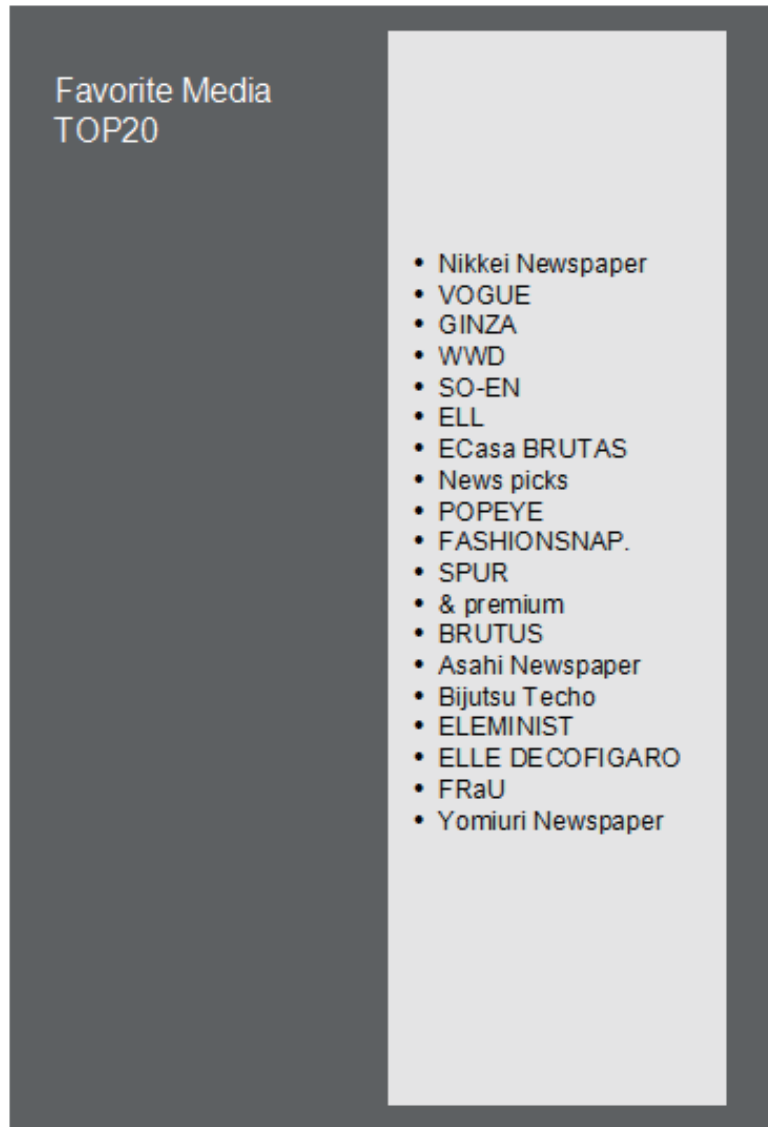 Favorite Media
TOP20
• Nikkei Newspaper
• VOGUE
• GINZA
• WWD
• SO-EN
• ELL
• ECasa BRUTAS
• News picks
• POPEYE
• FASHIONSNAP.
• SPUR
• & premium
• BRUTUS
• Asahi Newspaper
• Bijutsu Techo
• ELEMINIST
• ELLE DECOFIGARO
• FRaU
• Yomiuri Newspaper